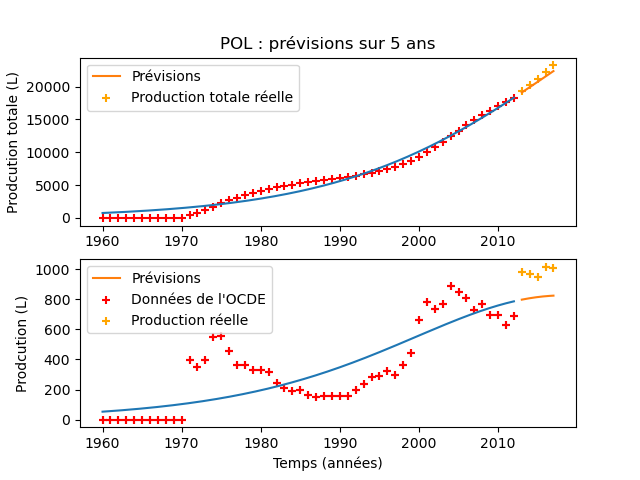 POL : prévisions sur 5 ans
Prodcution totale (L)
20000
15000
10000
5000
0
Prévisions
Production totale réelle
1960 1970 1980 1990 2000 2010
Prodcution (L)
1000
800
600
400
200
0
Prévisions
Données de l'OCDE
Production réelle
1960 1970 1980 1990 2000 2010
Temps (années)